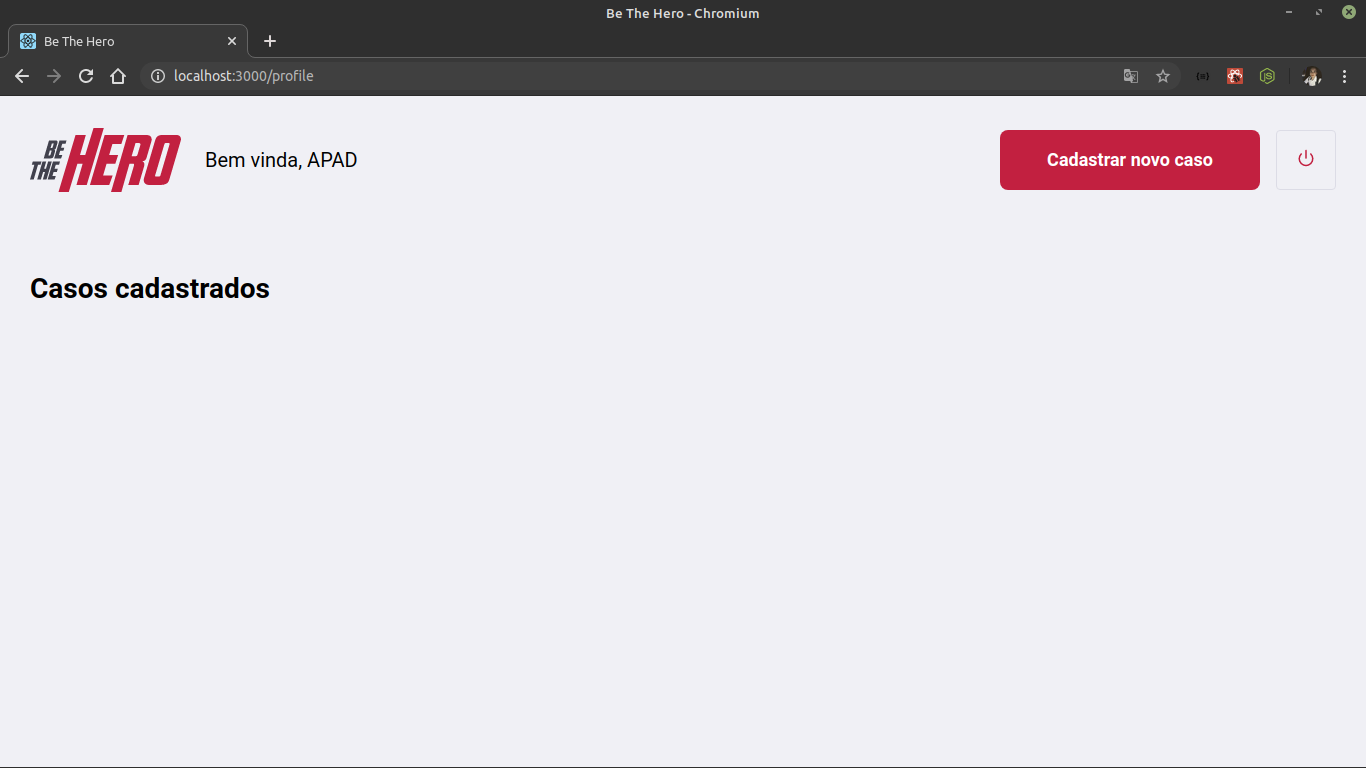 Be The Hero - Chromium
Be The Hero
localhost:3000/profile
BE
THE HERO
Bem vinda, APAD
Cadastrar novo caso
Casos cadastrados